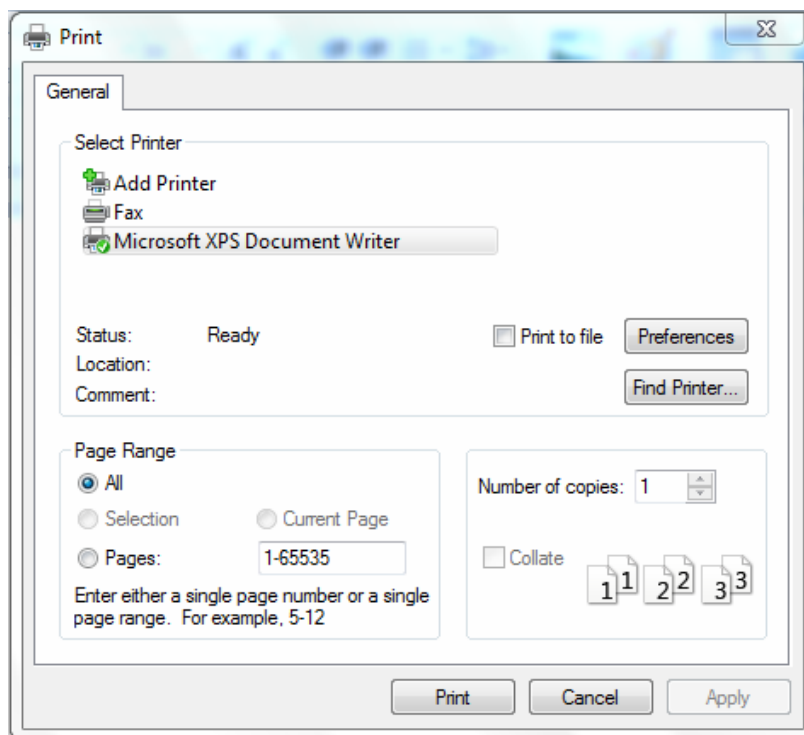 Print
General
Select Printer
Add Printer
Fax
Microsoft XPS Document Writer
Status: Ready
Print to file
Preferences
Location:
Comment:
Find Printer...
Page Range
All
Selection
Current Page
Pages:
1-65535
Enter either a single page number or a single
page range. For example, 5-12
Number of copies: 1
Collate
1 1 2 2 3 3
Print
Cancel
Apply